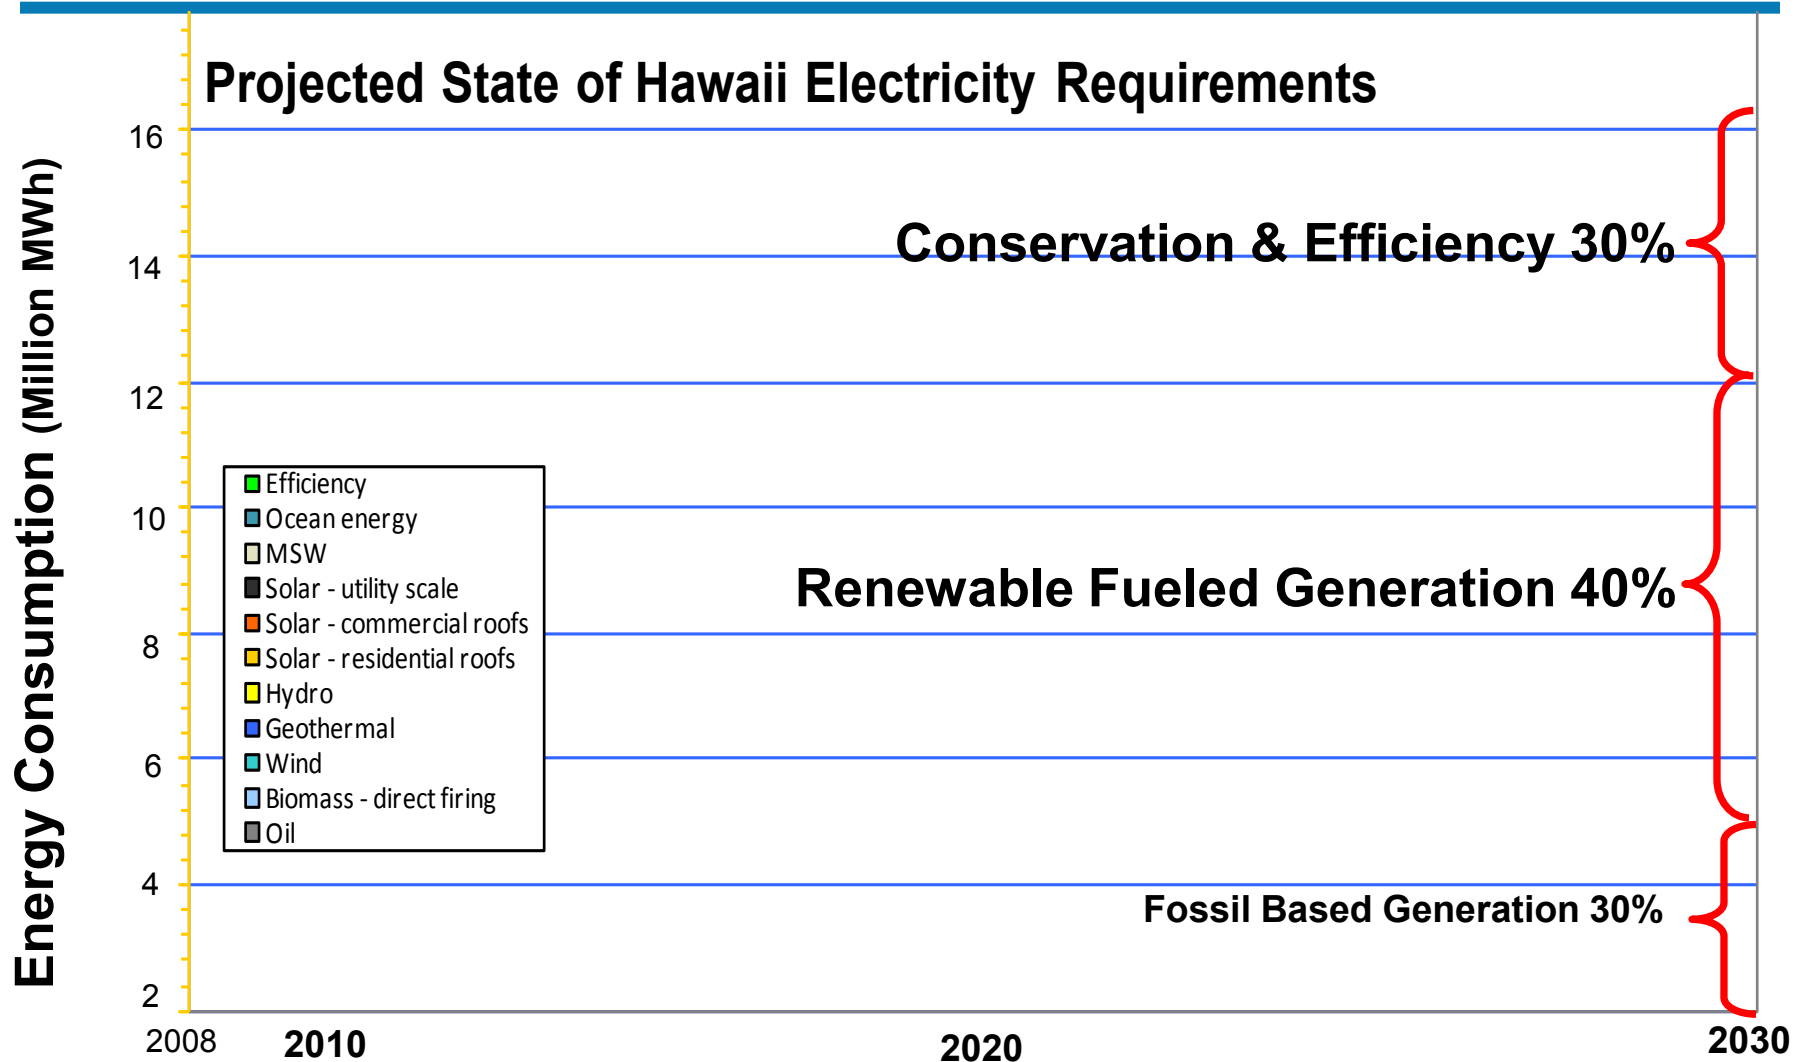 Projected State of Hawaii Electricity Requirements
Energy Consumption (Million MWh)
16
14
12
10
8
6
4
2
Conservation & Efficiency 30%
Renewable Fueled Generation 40%
Fossil Based Generation 30%
Efficiency
Ocean energy
MSW
Solar - utility scale
Solar - commercial roofs
Solar - residential roofs
Hydro
Geothermal
Wind
Biomass - direct firing
Oil
2008
2010
2020
2030